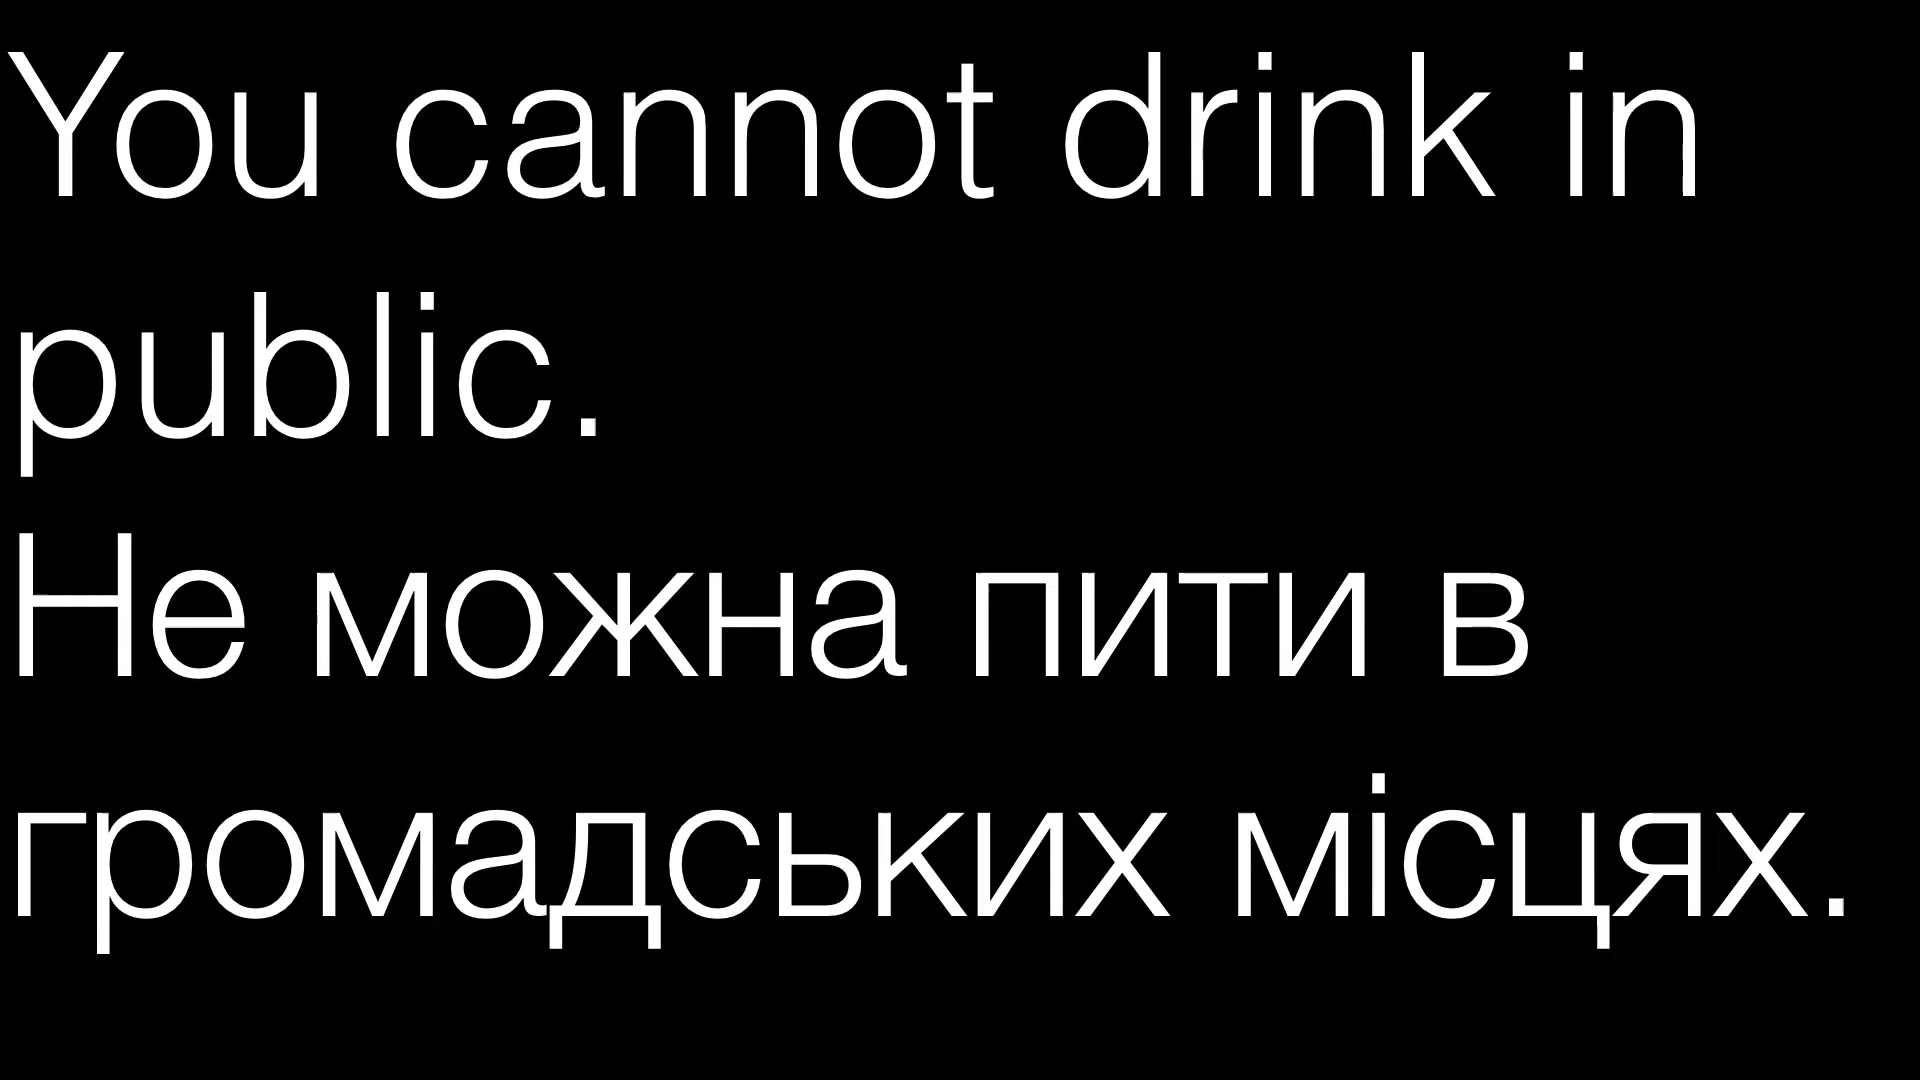 You cannot drink in
public.
Не можна пити в
громадських місцях.